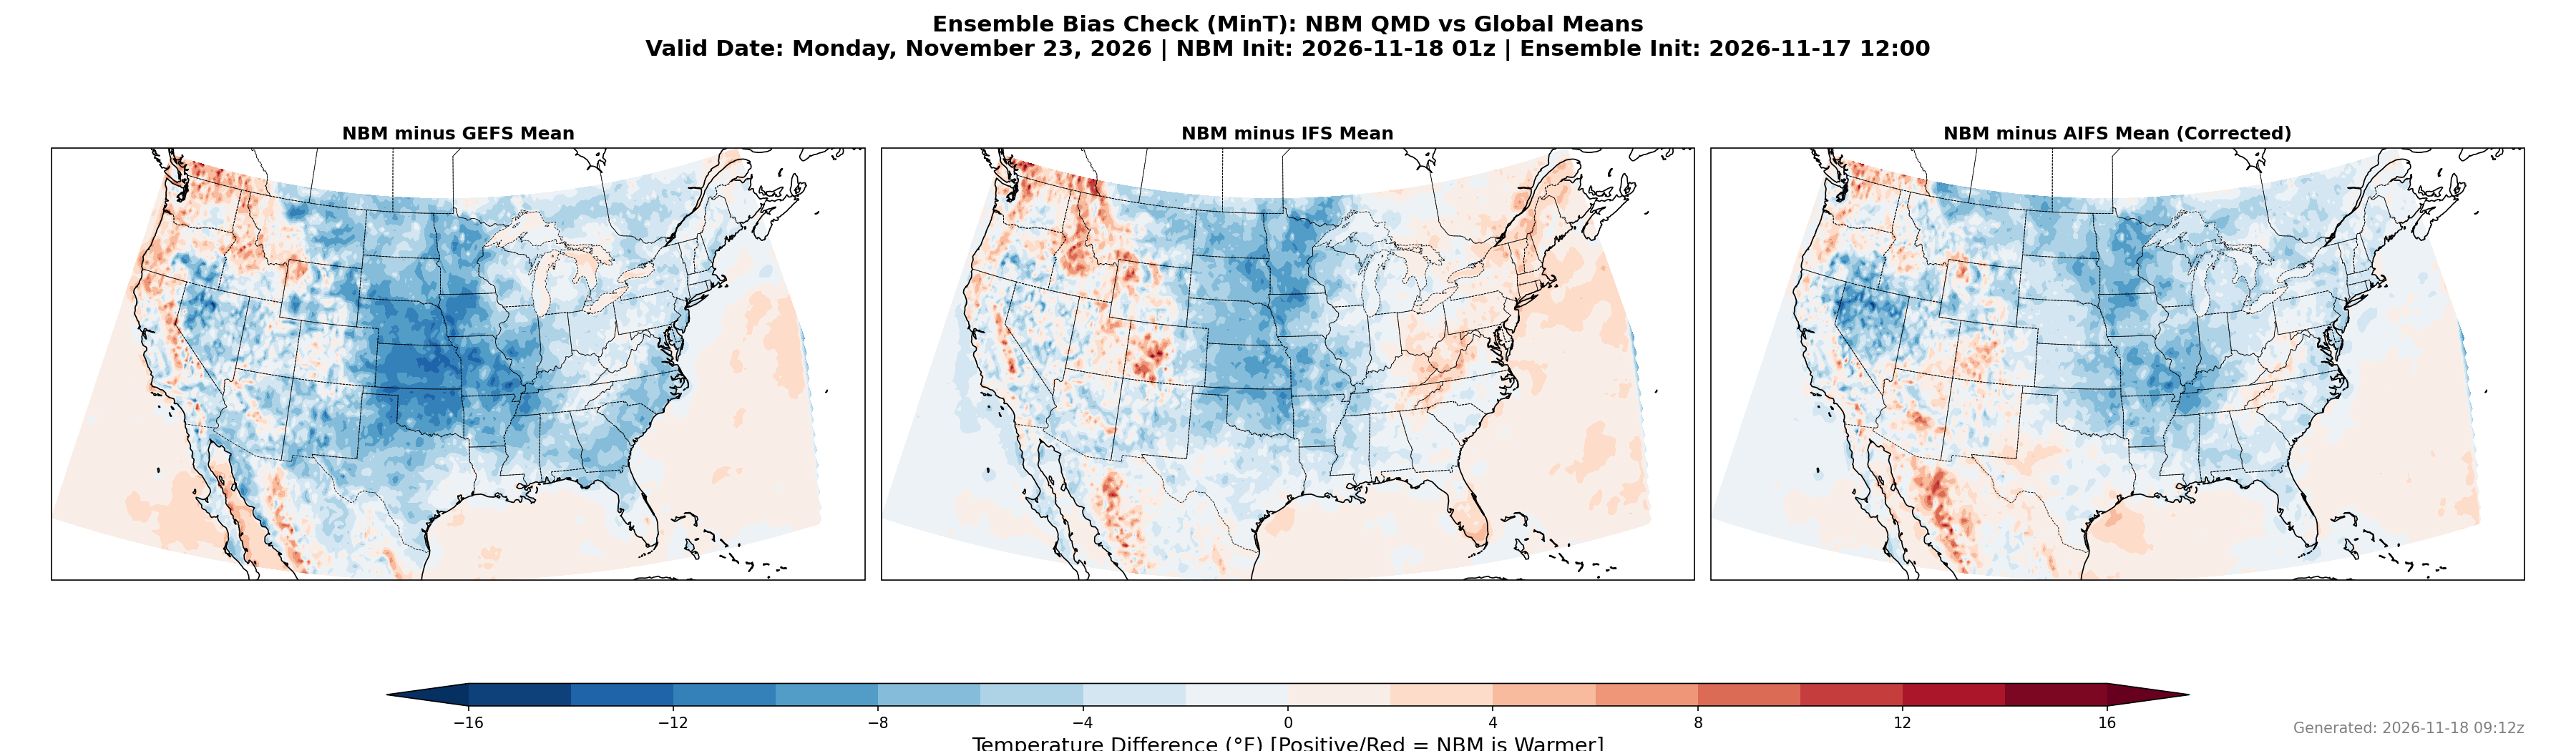 Ensemble Bias Check (MinT): NBM QMD vs Global Means
Valid Date: Monday, November 23, 2026 | NBM Init: 2026-11-18 01z | Ensemble Init: 2026-11-17 12:00
NBM minus GEFS Mean
NBM minus IFS Mean
NBM minus AIFS Mean (Corrected)
−16 −12 −8 −4 0 4 8 12 16
Temperature Difference (°F) [Positive/Red = NBM is Warmer]
Generated: 2026-11-18 09:12z